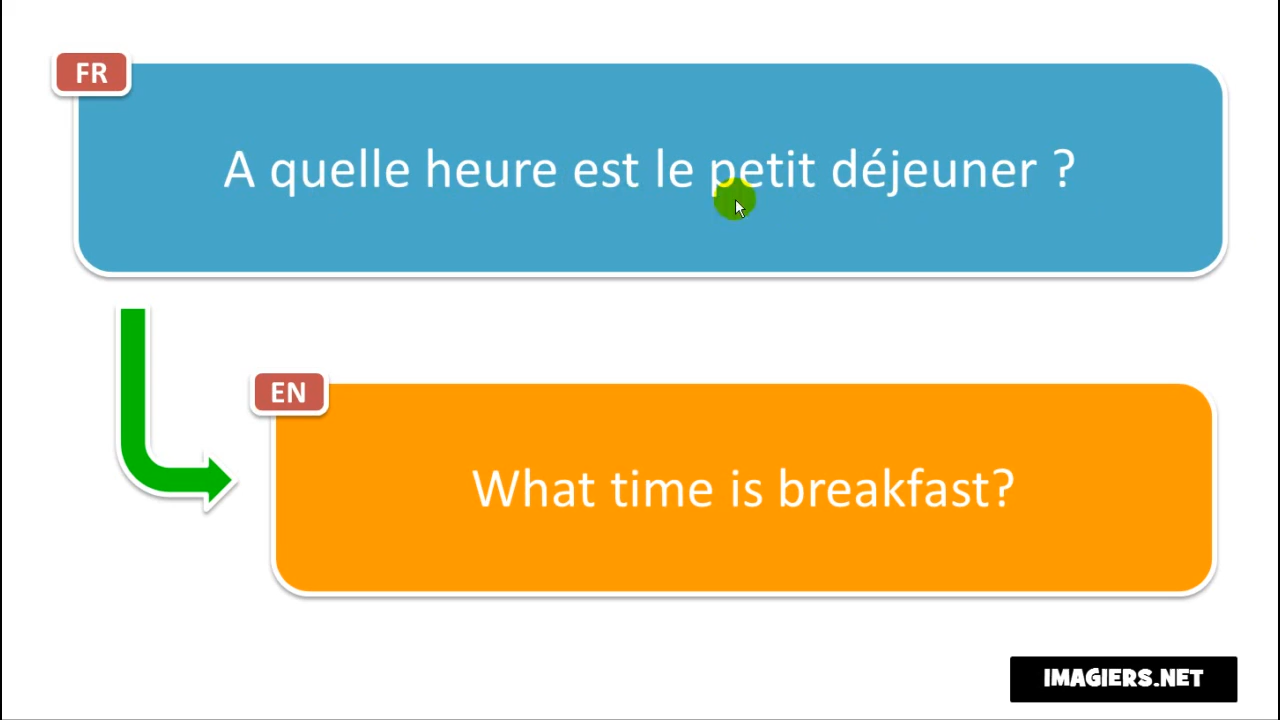 FR
A quelle heure est le petit déjeuner ?
EN
What time is breakfast?
IMAGIERS.NET